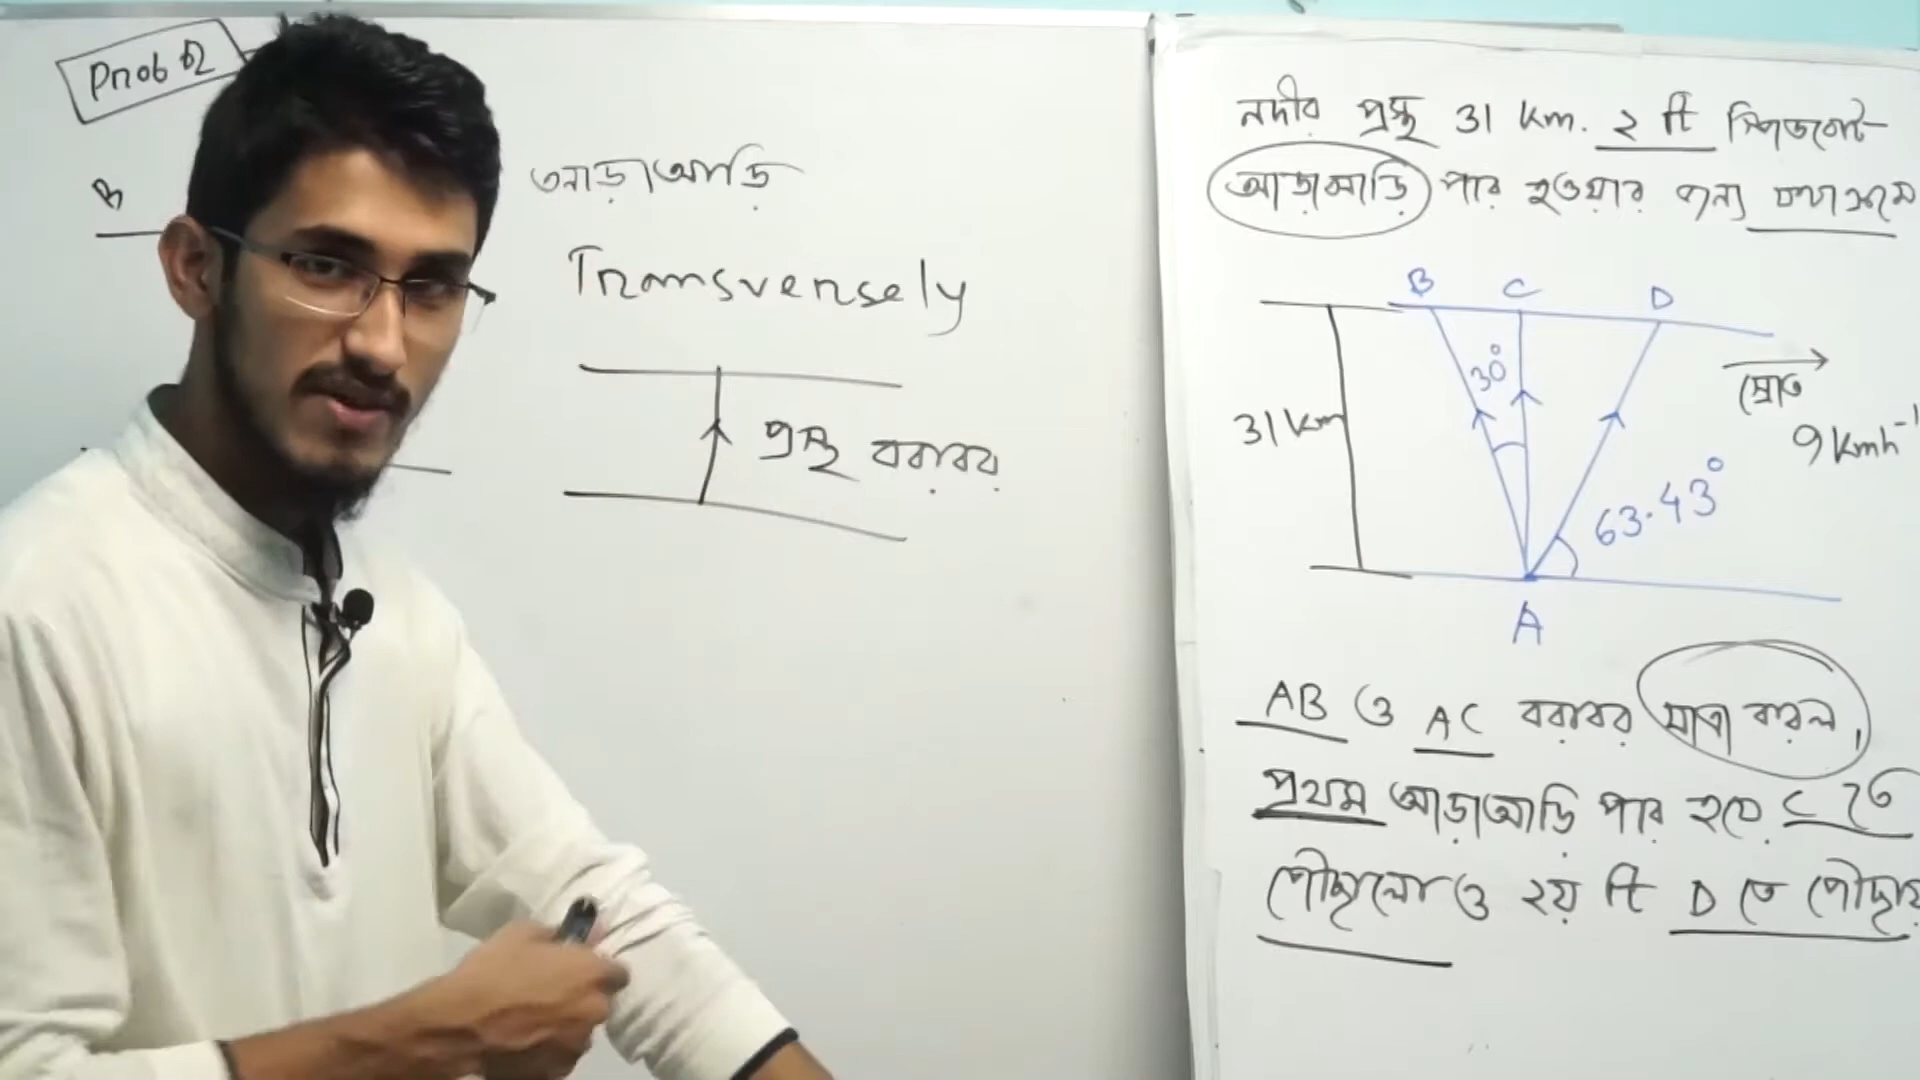 Prob 2
B
আড়াআড়ি
Transversely
প্রস্থ বরাবর
নদীর প্রস্থ 31 km. ২ টি স্পিডবোট
আড়াআড়ি পার হওয়ার জন্য যথাক্রমে
B C D
30°
স্রোত
9 kmh⁻¹
31 km
63.43°
A
AB ও AC বরাবর যাত্রা করল,
প্রথম আড়াআড়ি পার হয়ে C তে
পৌছালো ও ২য় টি D তে পৌছায়